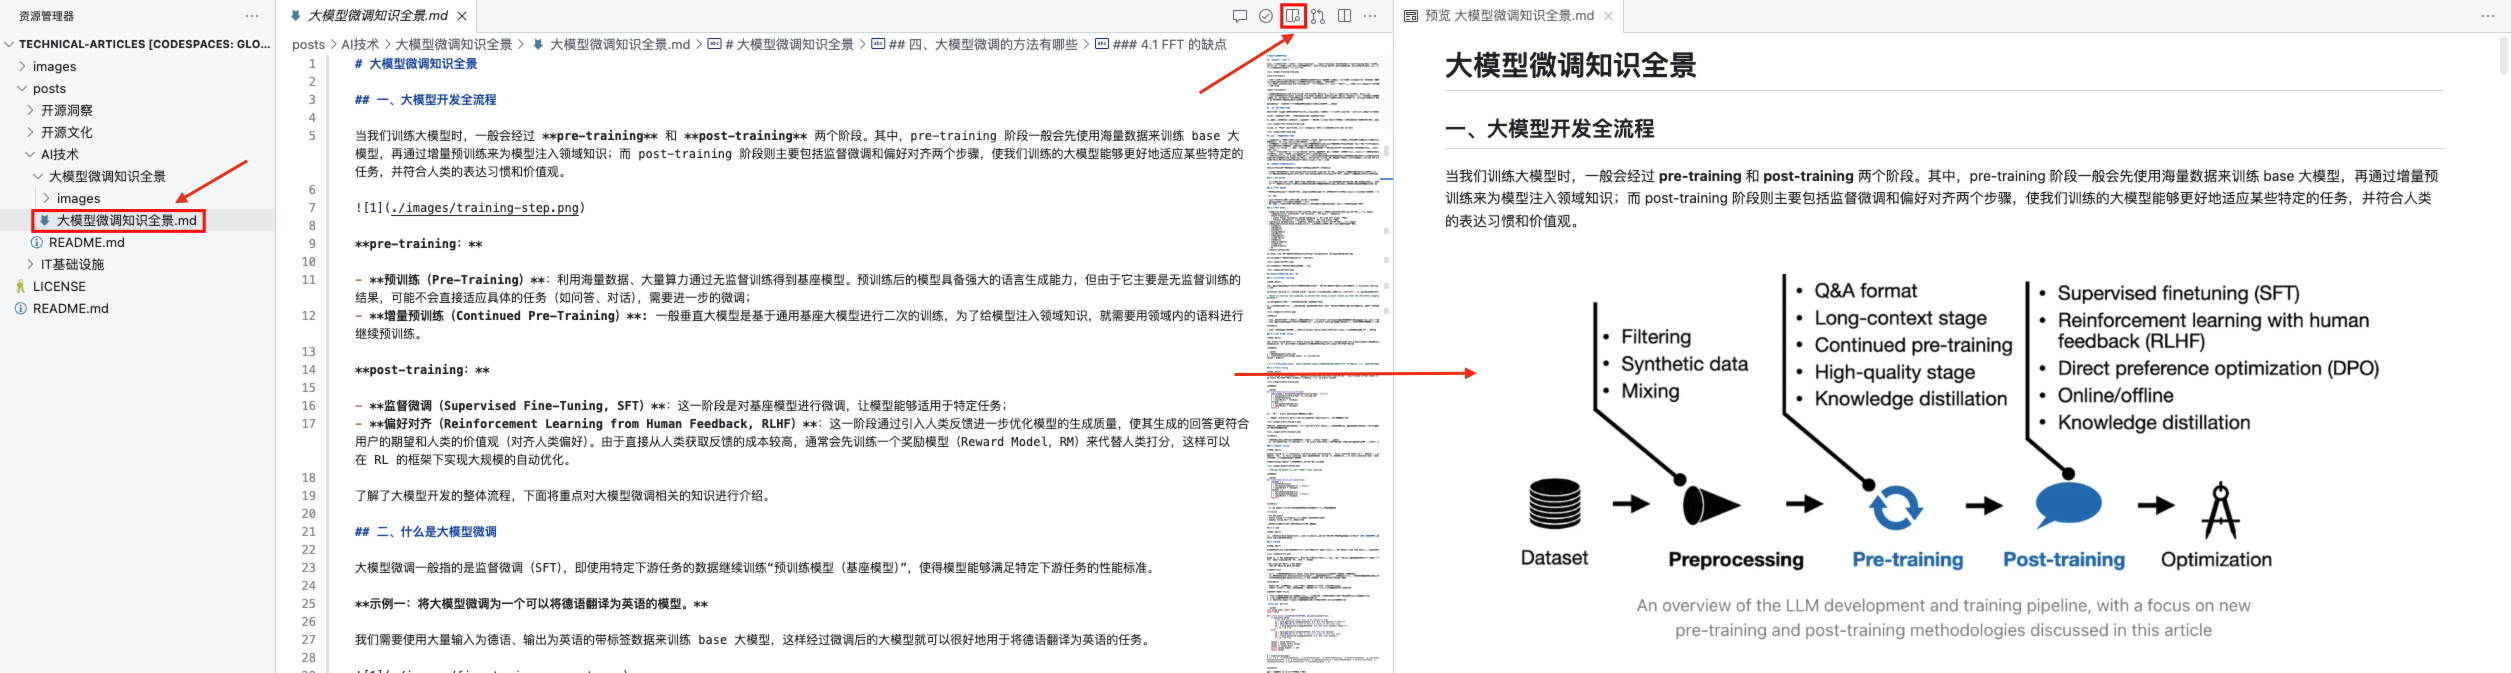 资源管理器
TECHNICAL-ARTICLES [CODESPACES: GLO...
images
posts
开源洞察
开源文化
AI技术
大模型微调知识全景
images
大模型微调知识全景.md
README.md
IT基础设施
LICENSE
README.md
大模型微调知识全景.md
posts > AI技术 > 大模型微调知识全景 > 大模型微调知识全景.md > # 大模型微调知识全景 > ## 四、大模型微调的方法有哪些 > ### 4.1 FFT 的缺点
1 # 大模型微调知识全景
2
3 ## 一、大模型开发全流程
4
5 当我们训练大模型时，一般会经过 **pre-training** 和 **post-training** 两个阶段。其中，pre-training 阶段一般会先使用海量数据来训练 base 大
模型，再通过增量预训练来为模型注入领域知识；而 post-training 阶段则主要包括监督微调和偏好对齐两个步骤，使我们训练的大模型能够更好地适应某些特定的
任务，并符合人类的表达习惯和价值观。
6
7 ![1](./images/training-step.png)
8
9 **pre-training：**
10
11 - **预训练（Pre-Training）**：利用海量数据、大量算力通过无监督训练得到基座模型。预训练后的模型具备强大的语言生成能力，但由于它主要是无监督训练的
结果，可能不会直接适应具体的任务（如问答、对话），需要进一步的微调；
12 - **增量预训练（Continued Pre-Training）**：一般垂直大模型是基于通用基座大模型进行二次的训练，为了给模型注入领域知识，就需要用领域内的语料进行
继续预训练。
13
14 **post-training：**
15
16 - **监督微调（Supervised Fine-Tuning, SFT）**：这一阶段是对基座模型进行微调，让模型能够适用于特定任务；
17 - **偏好对齐（Reinforcement Learning from Human Feedback, RLHF）**：这一阶段通过引入人类反馈进一步优化模型的生成质量，使其生成的回答更符合
用户的期望和人类的价值观（对齐人类偏好）。由于直接从人类获取反馈的成本较高，通常会先训练一个奖励模型（Reward Model, RM）来代替人类打分，这样可以
在 RL 的框架下实现大规模的自动优化。
18
19 了解了大模型开发的整体流程，下面将重点对大模型微调相关的知识进行介绍。
20
21 ## 二、什么是大模型微调
22
23 大模型微调一般指的是监督微调（SFT），即使用特定下游任务的数据继续训练“预训练模型（基座模型）”，使得模型能够满足特定下游任务的性能标准。
24
25 **示例一：将大模型微调为一个可以将德语翻译为英语的模型。**
26
27 我们需要使用大量输入为德语、输出为英语的带标签数据来训练 base 大模型，这样经过微调后的大模型就可以很好地用于将德语翻译为英语的任务。
28
预览 大模型微调知识全景.md
大模型微调知识全景
一、大模型开发全流程
当我们训练大模型时，一般会经过 pre-training 和 post-training 两个阶段。其中，pre-training 阶段一般会先使用海量数据来训练 base 大模型，再通过增量预
训练来为模型注入领域知识；而 post-training 阶段则主要包括监督微调和偏好对齐两个步骤，使我们训练的大模型能够更好地适应某些特定的任务，并符合人类
的表达习惯和价值观。
• Filtering
• Synthetic data
• Mixing
• Q&A format
• Long-context stage
• Continued pre-training
• High-quality stage
• Knowledge distillation
• Supervised finetuning (SFT)
• Reinforcement learning with human
feedback (RLHF)
• Direct preference optimization (DPO)
• Online/offline
• Knowledge distillation
Dataset
Preprocessing
Pre-training
Post-training
Optimization
An overview of the LLM development and training pipeline, with a focus on new
pre-training and post-training methodologies discussed in this article